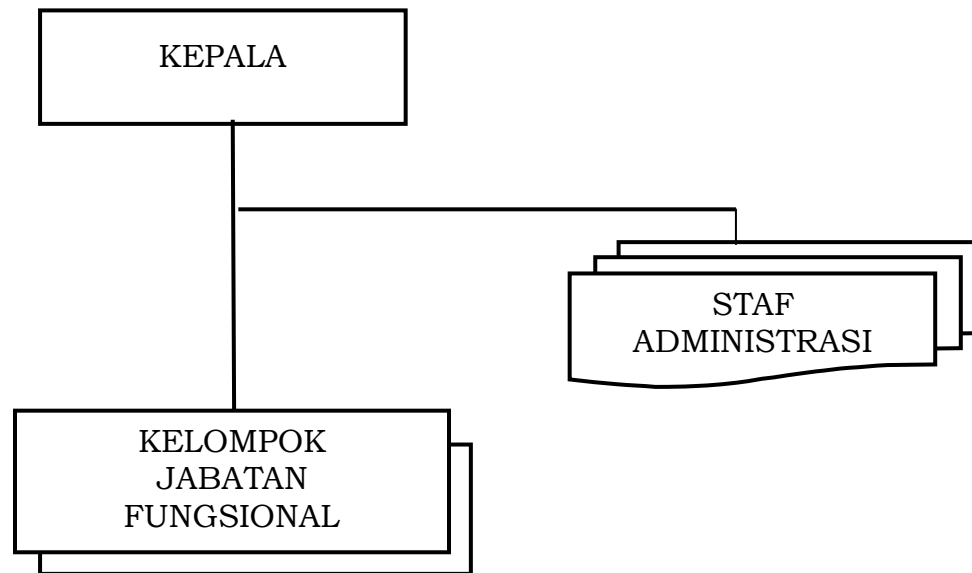 KEPALA
STAF
ADMINISTRASI
KELOMPOK
JABATAN
FUNGSIONAL